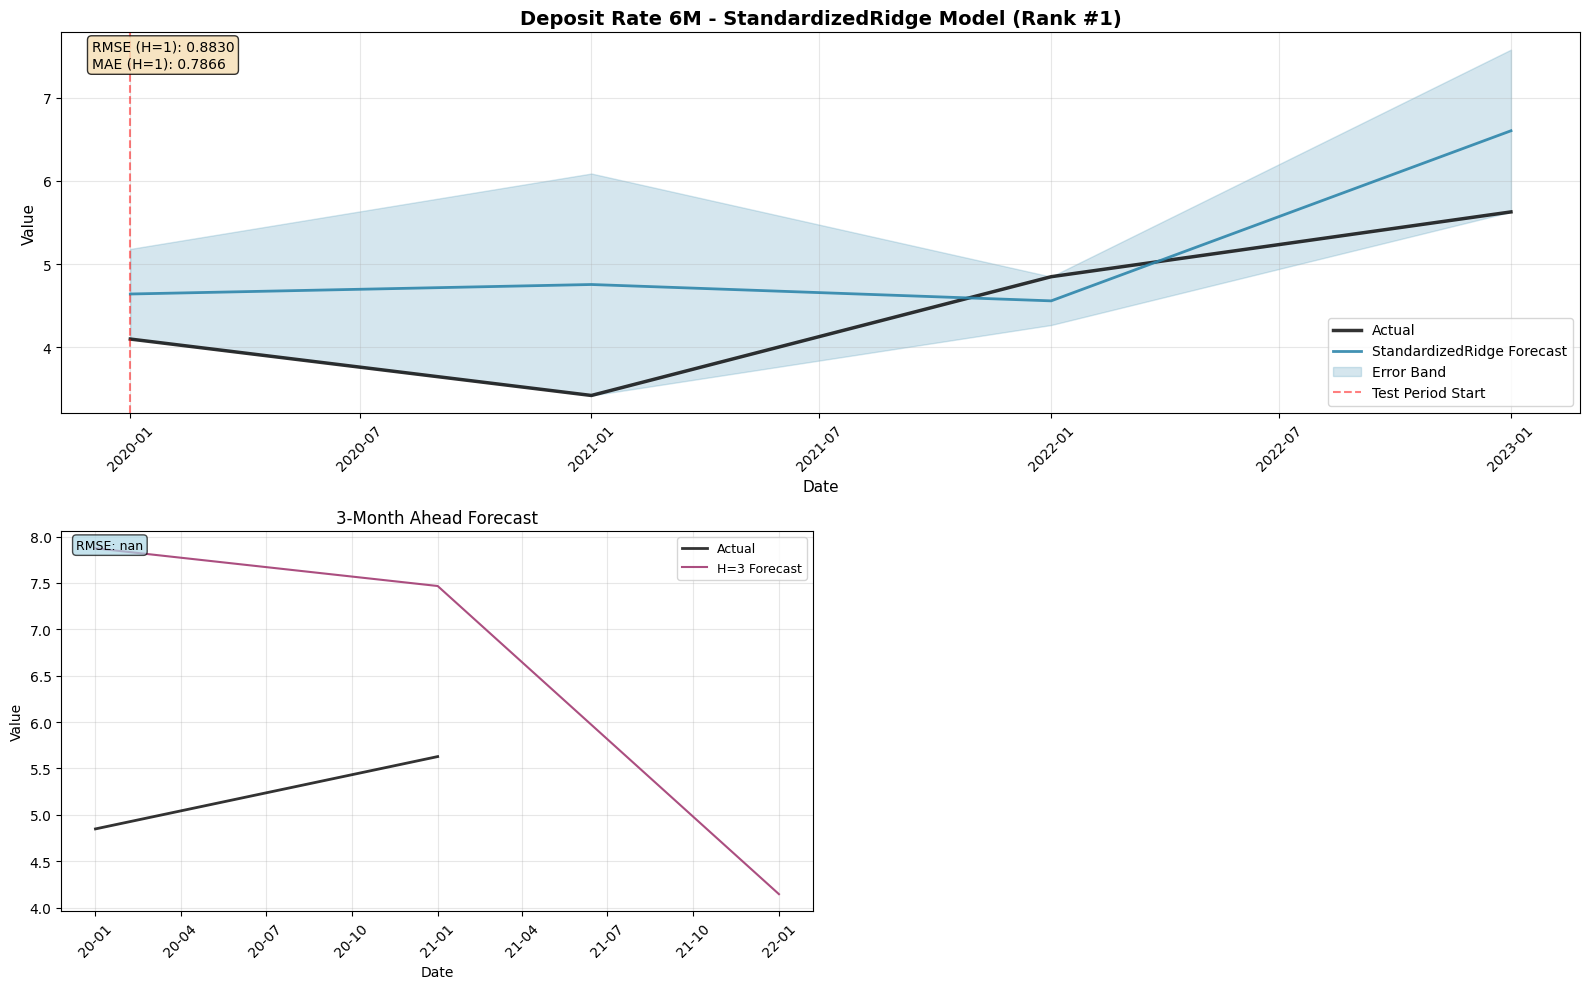 Deposit Rate 6M - StandardizedRidge Model (Rank #1)
RMSE (H=1): 0.8830
MAE (H=1): 0.7866
Value
7
6
5
4
Actual
StandardizedRidge Forecast
Error Band
Test Period Start
2020-01
2020-07
2021-01
2021-07
2022-01
2022-07
2023-01
Date
3-Month Ahead Forecast
RMSE: nan
Actual
H=3 Forecast
Value
8.0
7.5
7.0
6.5
6.0
5.5
5.0
4.5
4.0
20-01
20-04
20-07
20-10
21-01
21-04
21-07
21-10
22-01
Date